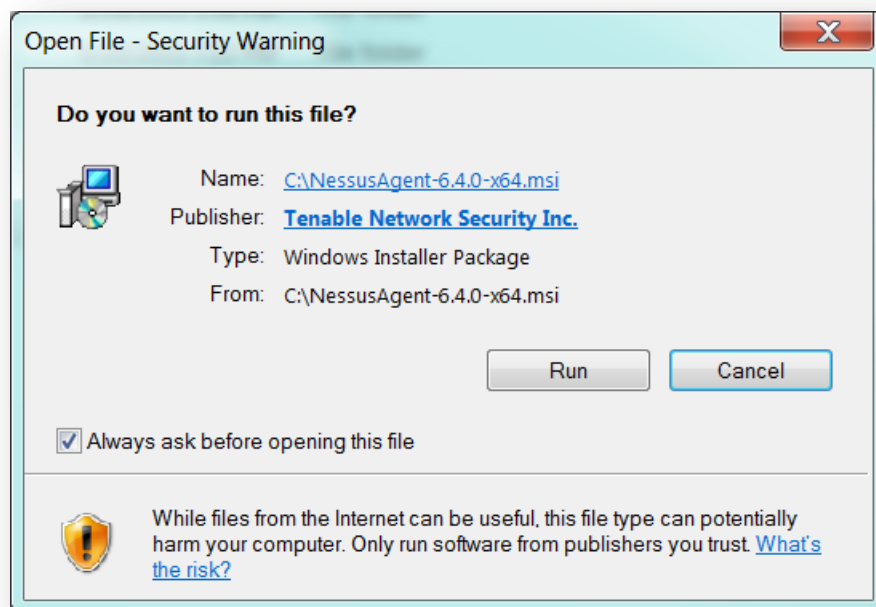 Open File - Security Warning
Do you want to run this file?
Name: C:\NessusAgent-6.4.0-x64.msi
Publisher: Tenable Network Security Inc.
Type: Windows Installer Package
From: C:\NessusAgent-6.4.0-x64.msi
Run Cancel
Always ask before opening this file
While files from the Internet can be useful, this file type can potentially
harm your computer. Only run software from publishers you trust. What's
the risk?